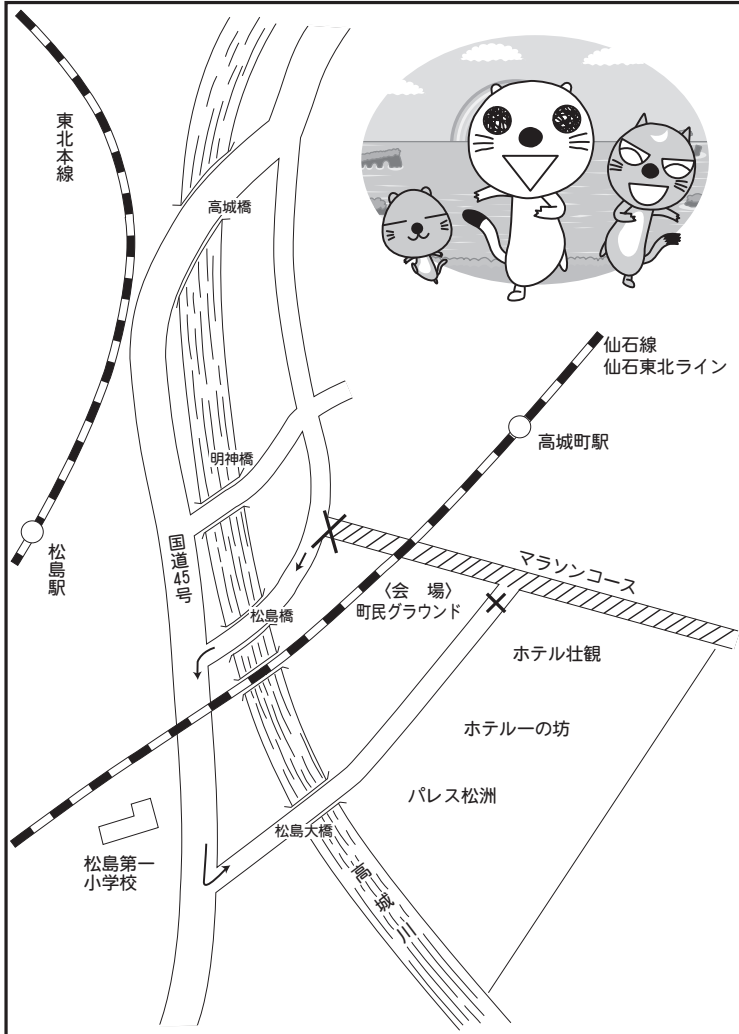 東北本線
高城橋
仙石線
仙石東北ライン
高城町駅
明神橋
松島駅
国道45号
マラソンコース
〈会　場〉
町民グラウンド
松島橋
ホテル壮観
ホテル一の坊
パレス松洲
松島大橋
松島第一
小学校
高城川